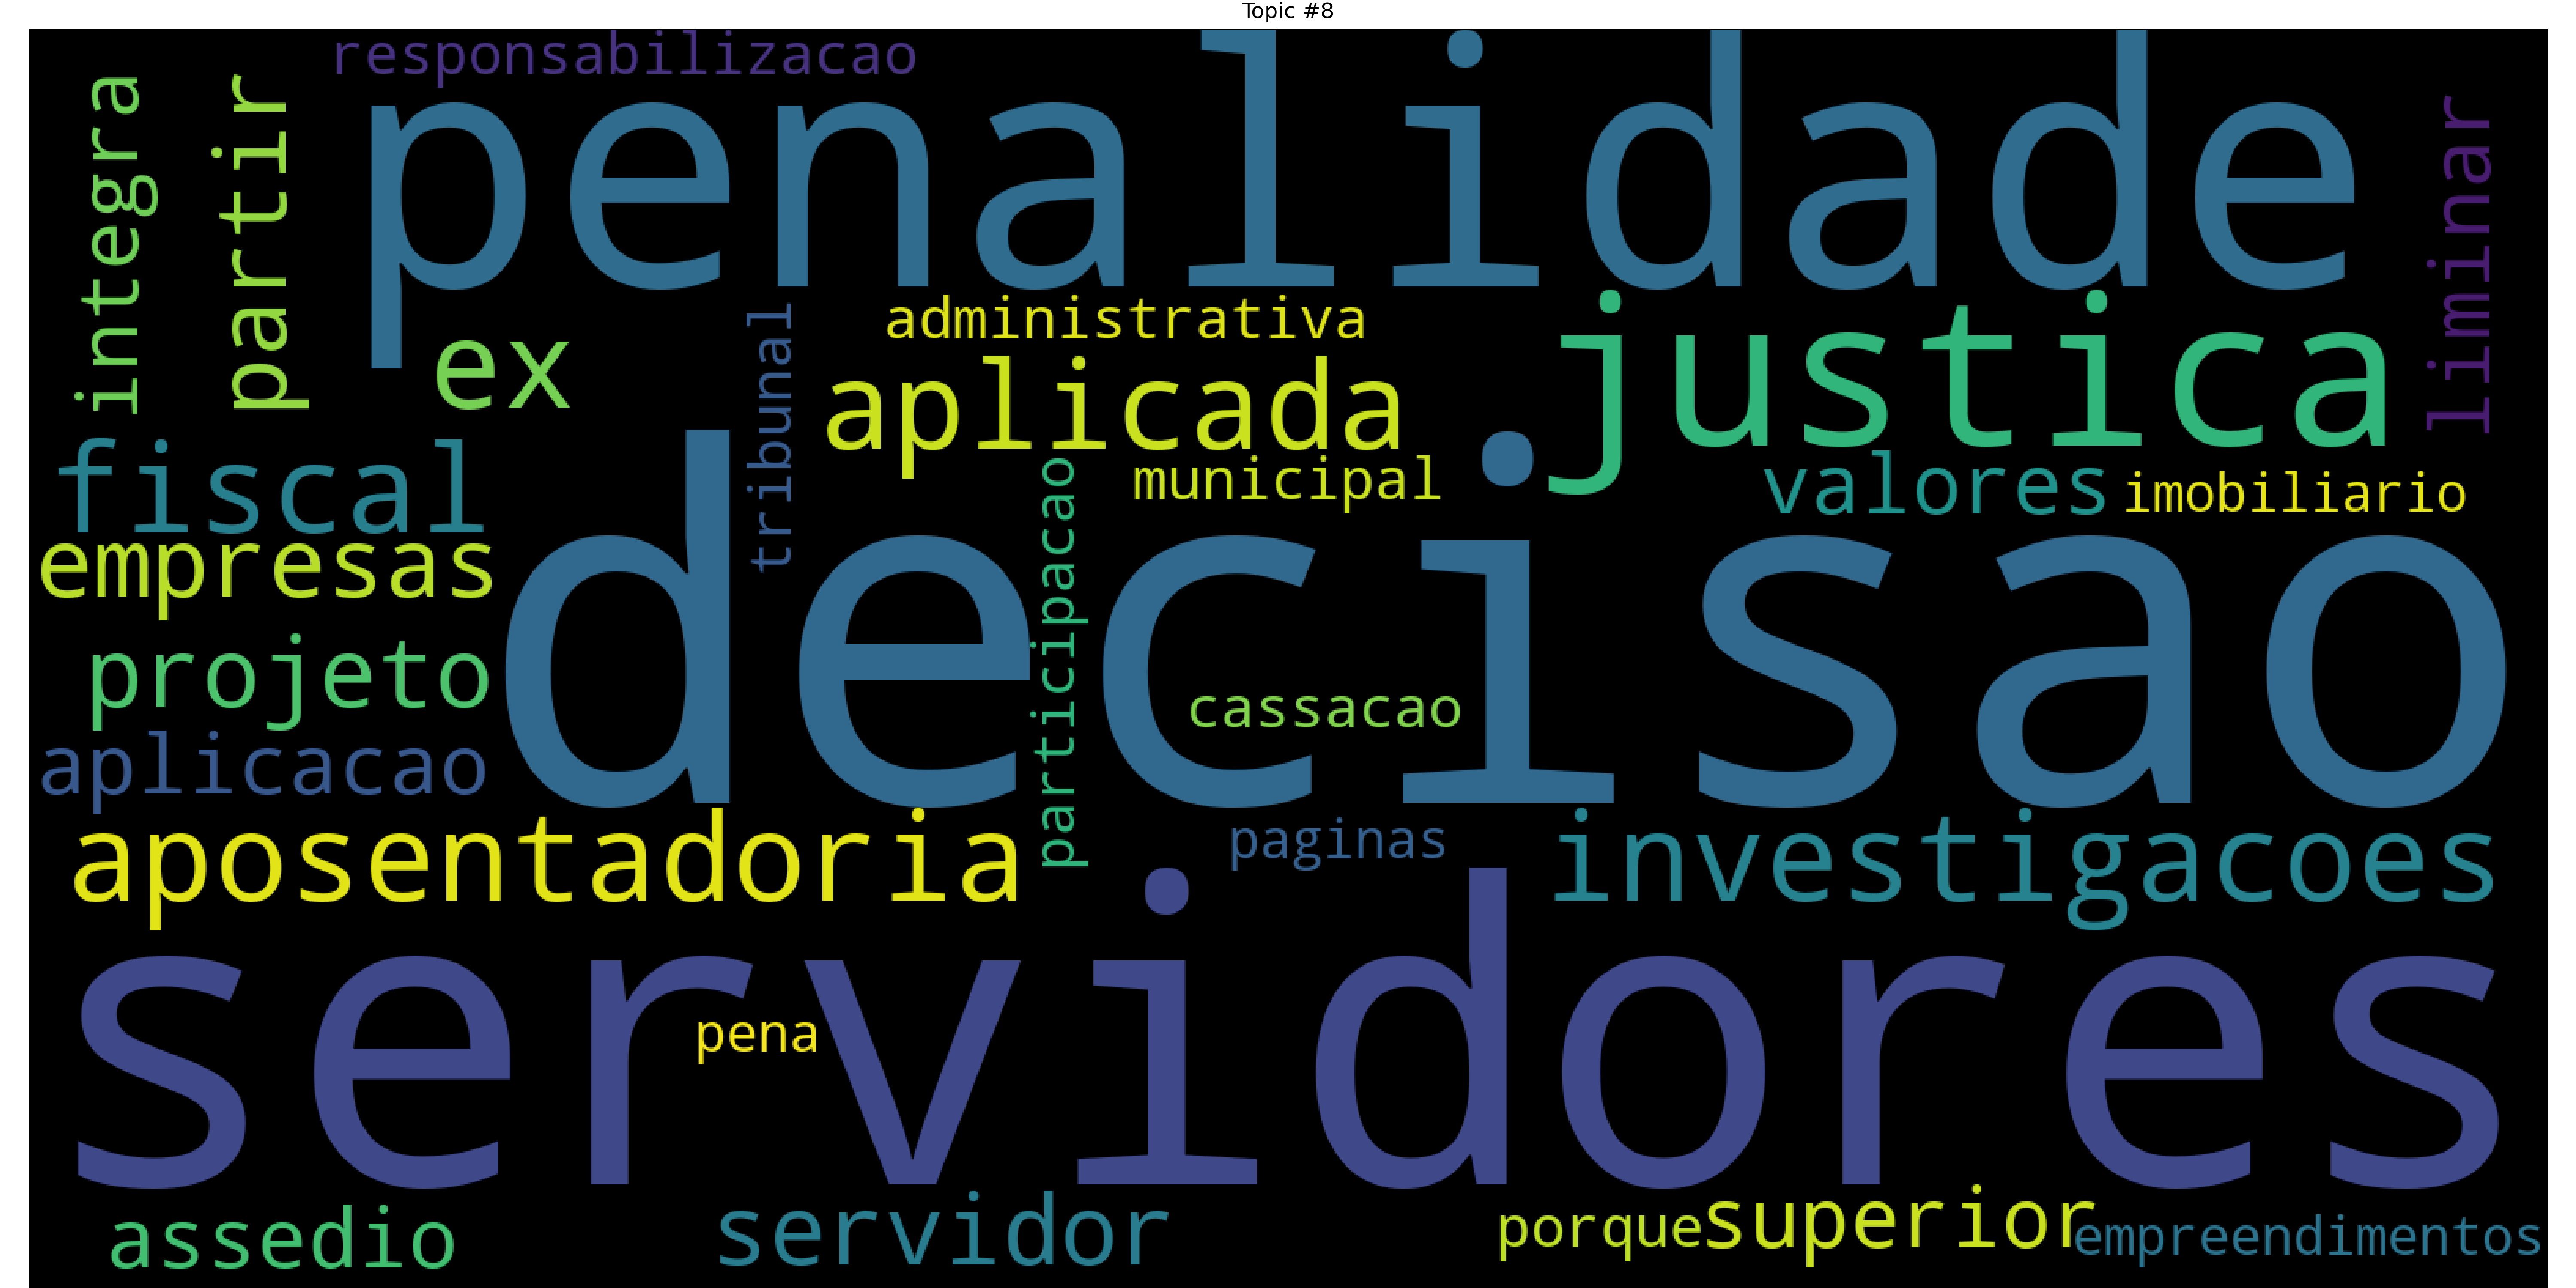 Topic #8
responsabilizacao
integra
partir
penalidade
liminar
ex
tribunal
administrativa
aplicada
justica
municipal
valores
imobiliario
fiscal
empresas
decisao
participacao
projeto
cassacao
aplicacao
aposentadoria
paginas
investigacoes
servidores
pena
assedio
servidor
porque
superior
empreendimentos